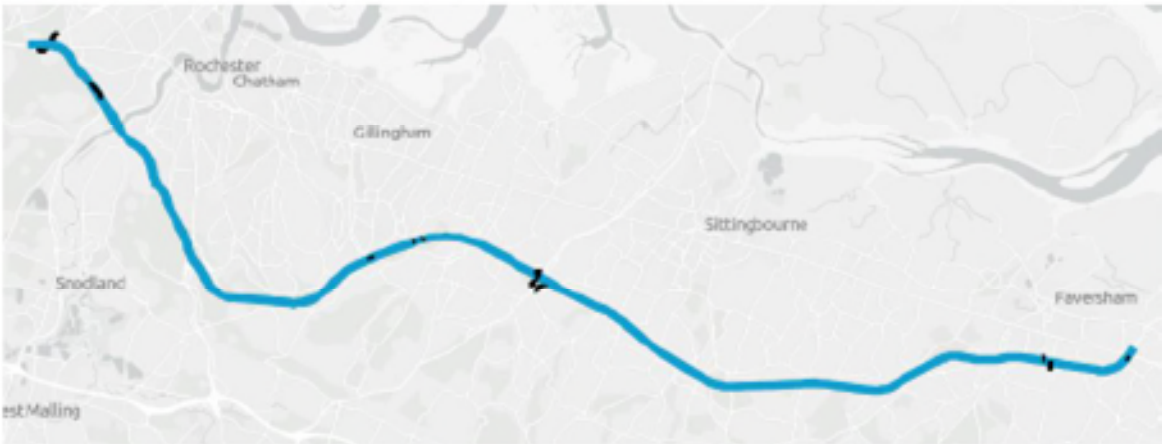 Rochester
Chatham
Gillingham
Sittingbourne
Snodland
Faversham
est Malling